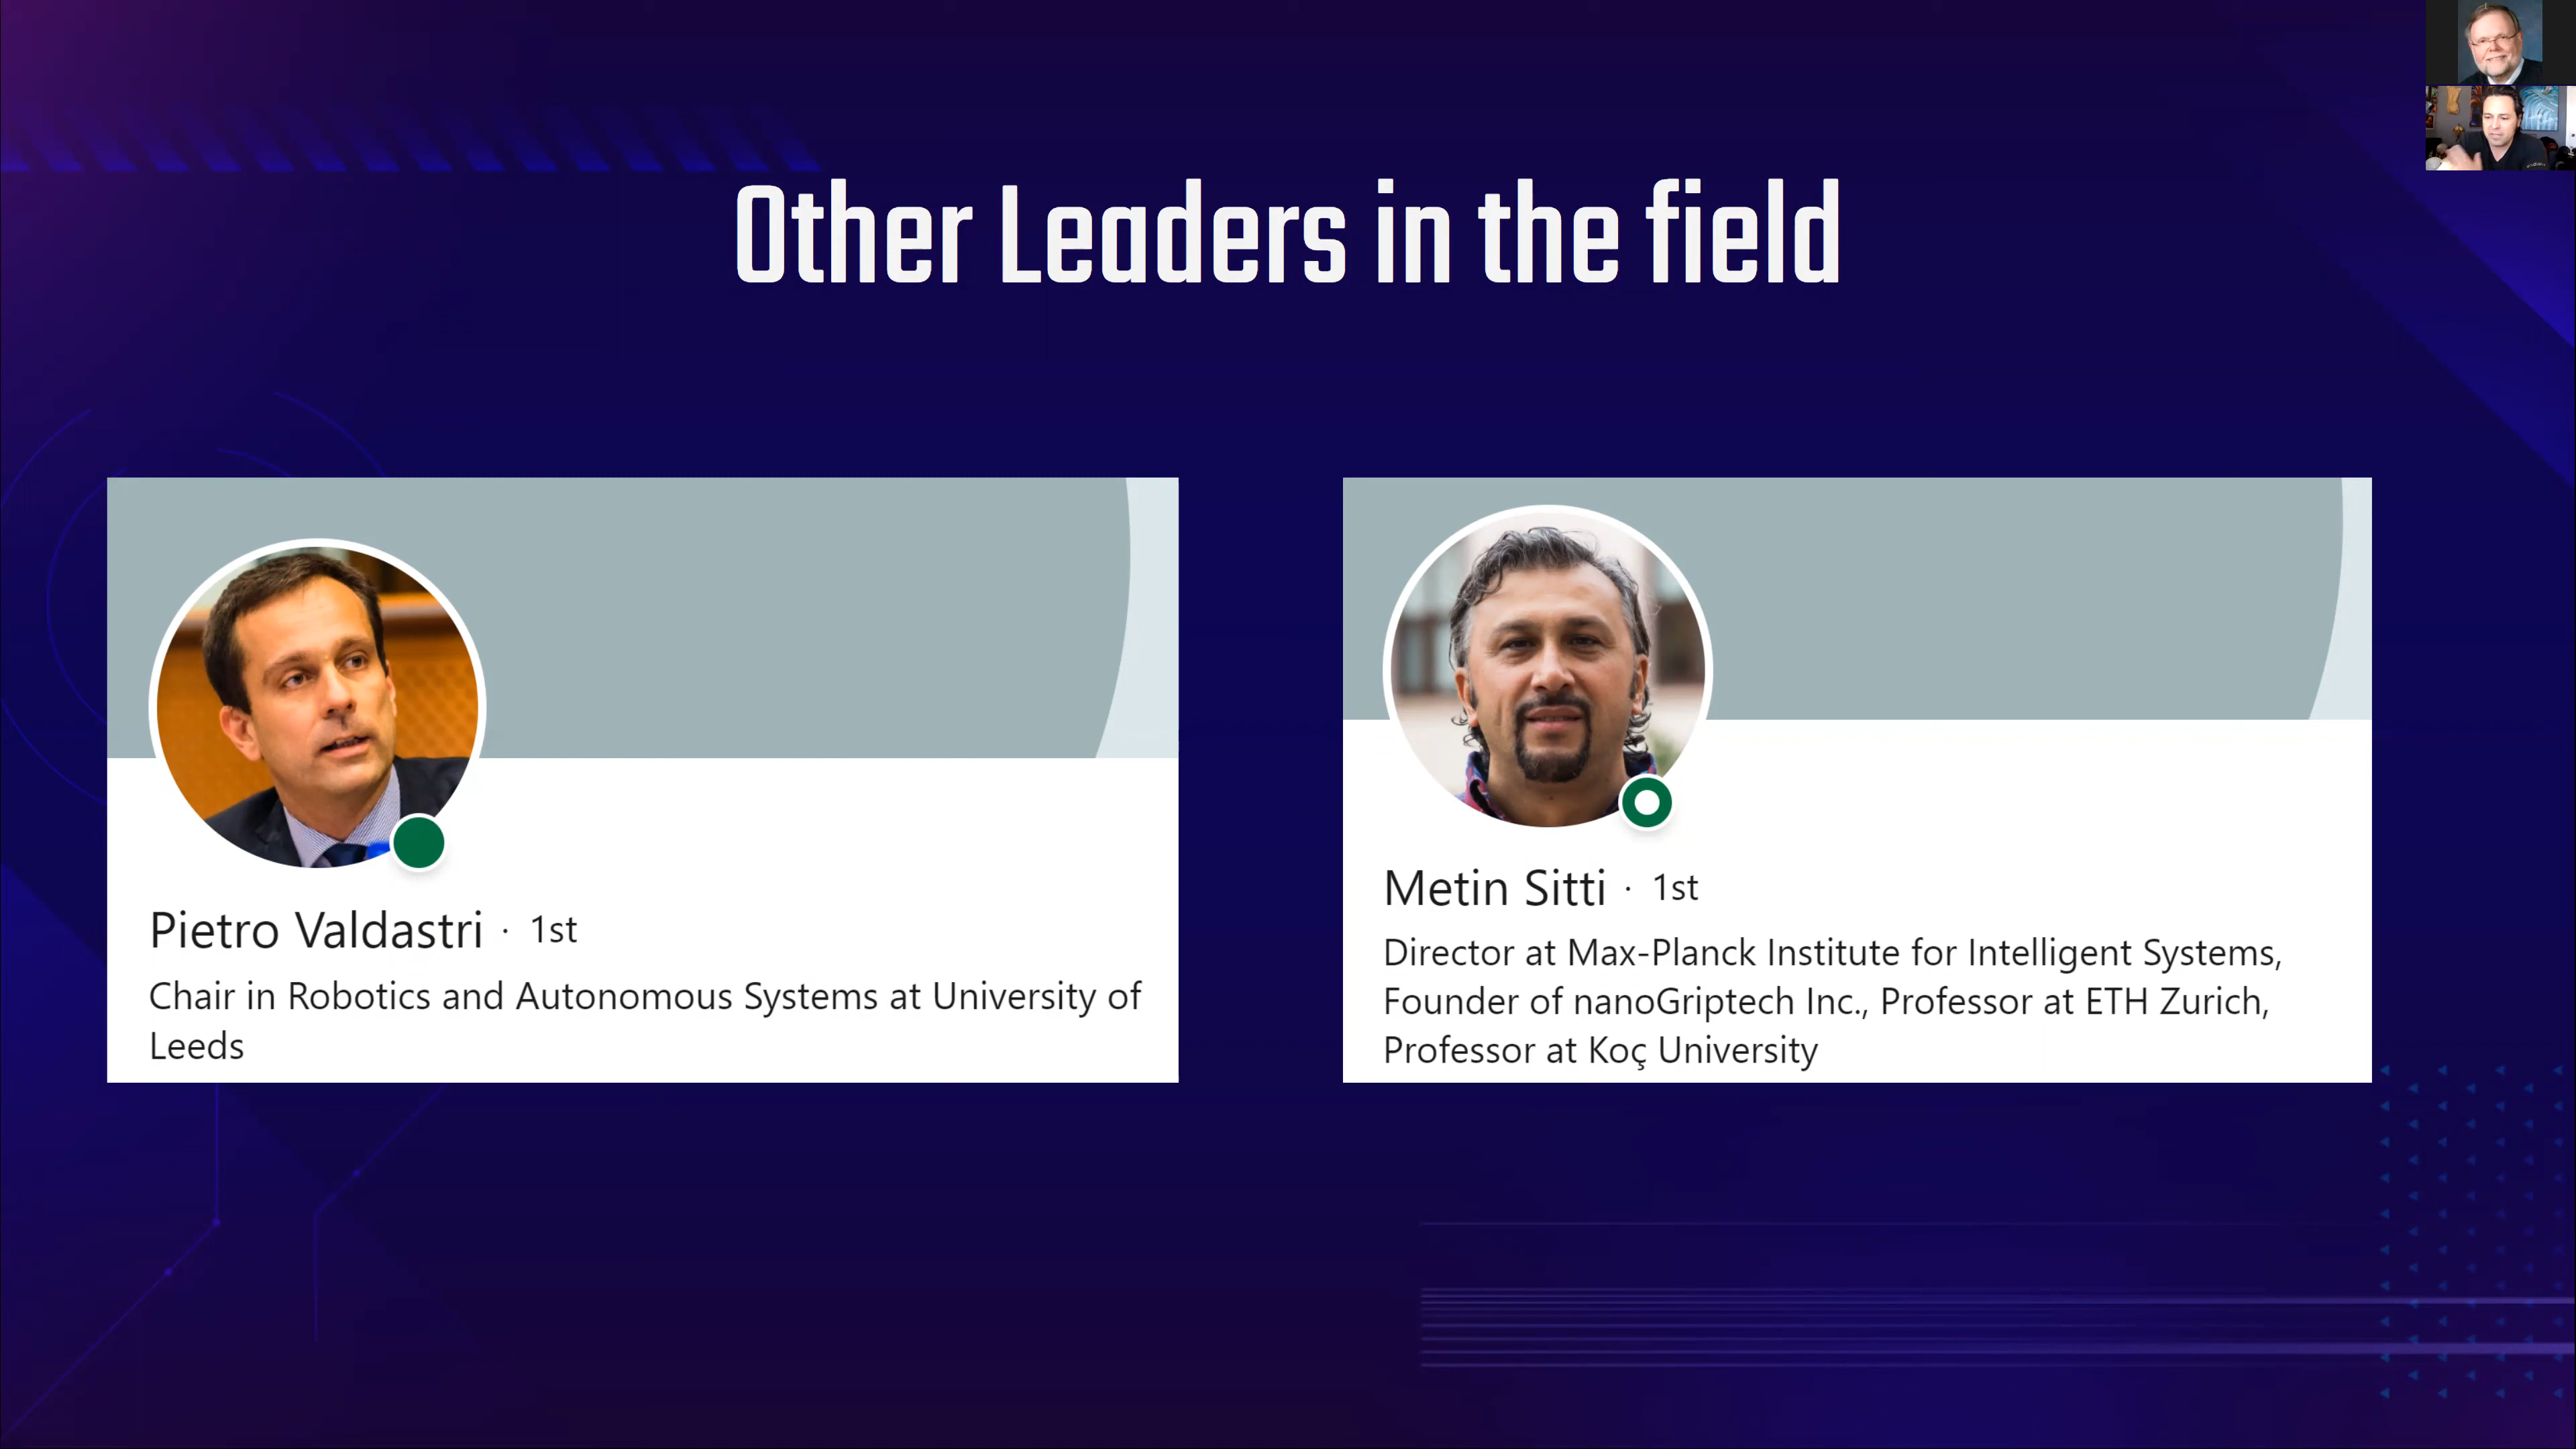 Other Leaders in the field
Pietro Valdastri · 1st
Chair in Robotics and Autonomous Systems at University of
Leeds
Metin Sitti · 1st
Director at Max-Planck Institute for Intelligent Systems,
Founder of nanoGriptech Inc., Professor at ETH Zurich,
Professor at Koç University